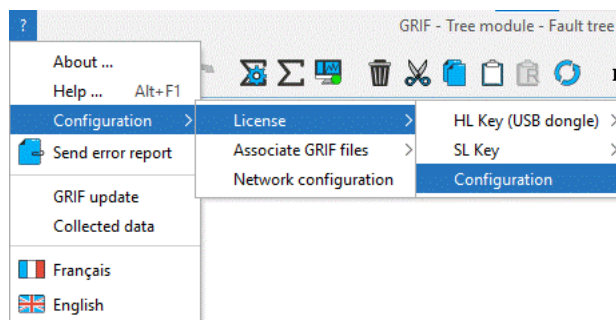 ?
GRIF - Tree module - Fault tree
About ...
Help ... Alt+F1
Configuration
License
HL Key (USB dongle)
Send error report
Associate GRIF files
SL Key
Network configuration
Configuration
GRIF update
Collected data
Français
English